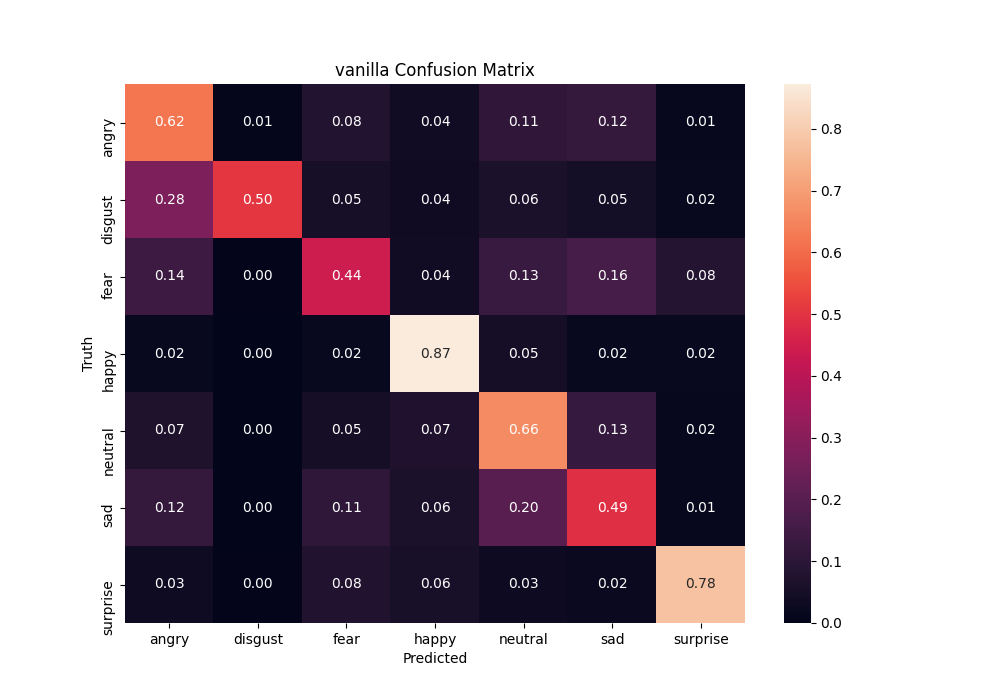 vanilla Confusion Matrix
angry 0.62 0.01 0.08 0.04 0.11 0.12 0.01
disgust 0.28 0.50 0.05 0.04 0.06 0.05 0.02
fear 0.14 0.00 0.44 0.04 0.13 0.16 0.08
happy 0.02 0.00 0.02 0.87 0.05 0.02 0.02
neutral 0.07 0.00 0.05 0.07 0.66 0.13 0.02
sad 0.12 0.00 0.11 0.06 0.20 0.49 0.01
surprise 0.03 0.00 0.08 0.06 0.03 0.02 0.78
Truth
angry disgust fear happy neutral sad surprise
Predicted
0.8
0.7
0.6
0.5
0.4
0.3
0.2
0.1
0.0